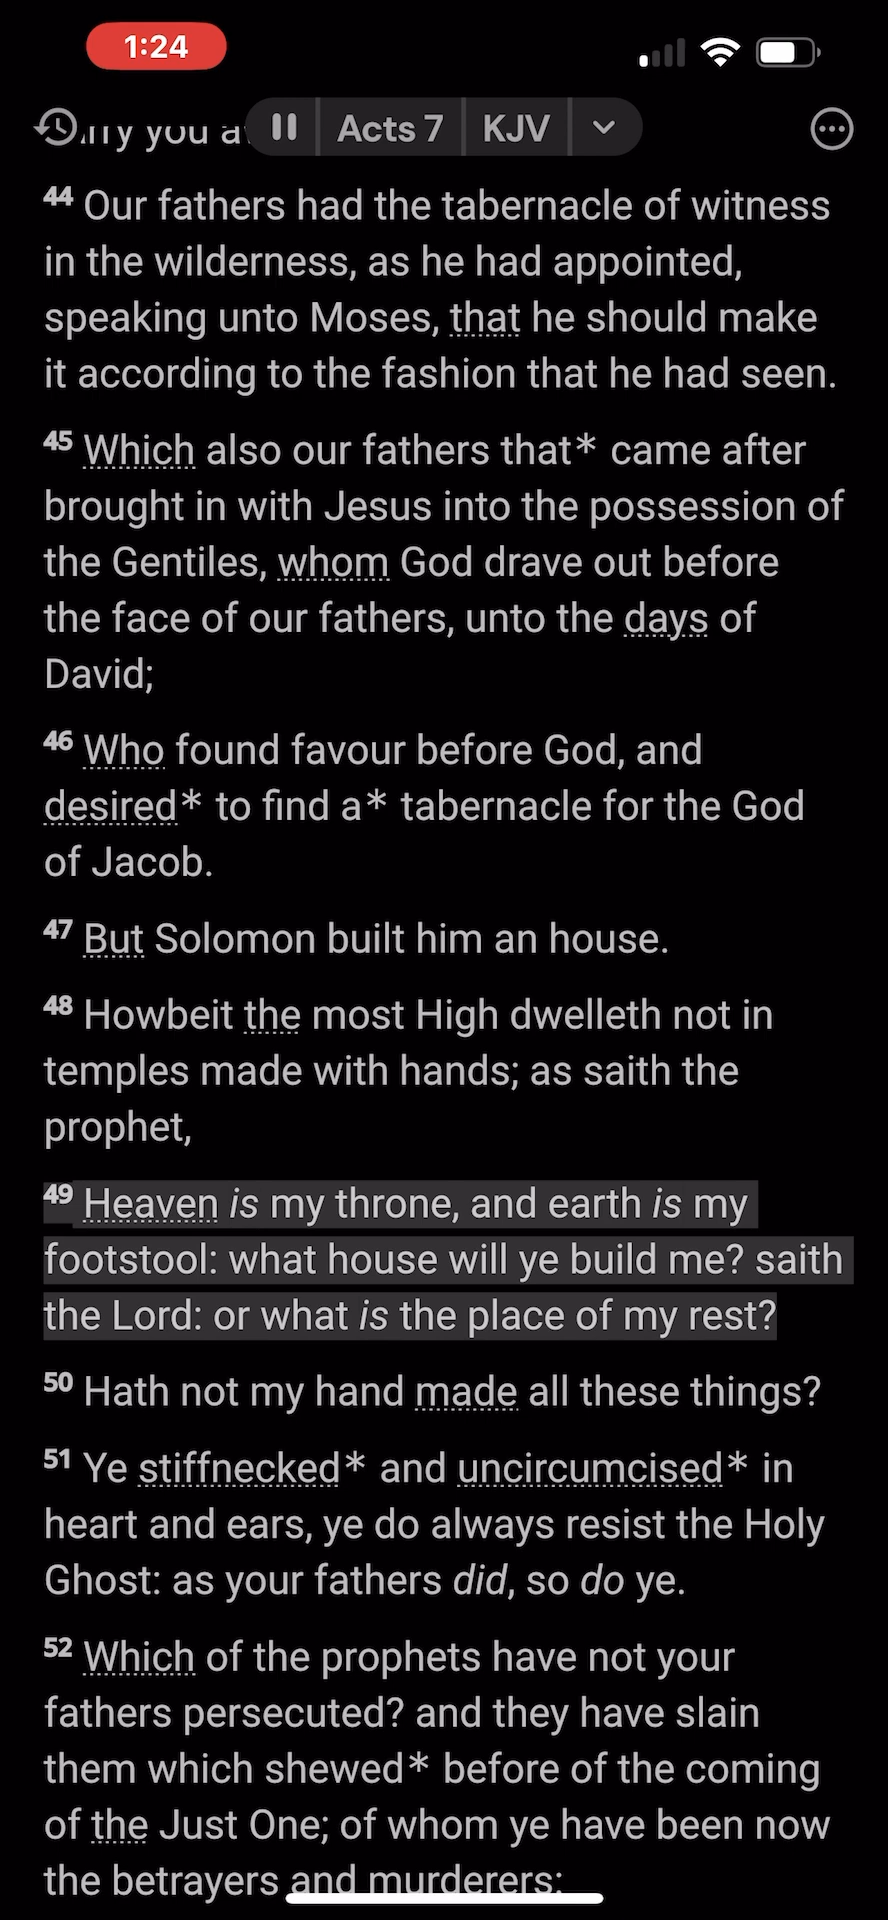 1:24
rry you a
Acts 7
KJV
44 Our fathers had the tabernacle of witness
in the wilderness, as he had appointed,
speaking unto Moses, that he should make
it according to the fashion that he had seen.
45 Which also our fathers that* came after
brought in with Jesus into the possession of
the Gentiles, whom God drave out before
the face of our fathers, unto the days of
David;
46 Who found favour before God, and
desired* to find a* tabernacle for the God
of Jacob.
47 But Solomon built him an house.
48 Howbeit the most High dwelleth not in
temples made with hands; as saith the
prophet,
49 Heaven is my throne, and earth is my
footstool: what house will ye build me? saith
the Lord: or what is the place of my rest?
50 Hath not my hand made all these things?
51 Ye stiffnecked* and uncircumcised* in
heart and ears, ye do always resist the Holy
Ghost: as your fathers did, so do ye.
52 Which of the prophets have not your
fathers persecuted? and they have slain
them which shewed* before of the coming
of the Just One; of whom ye have been now
the betrayers and murderers: